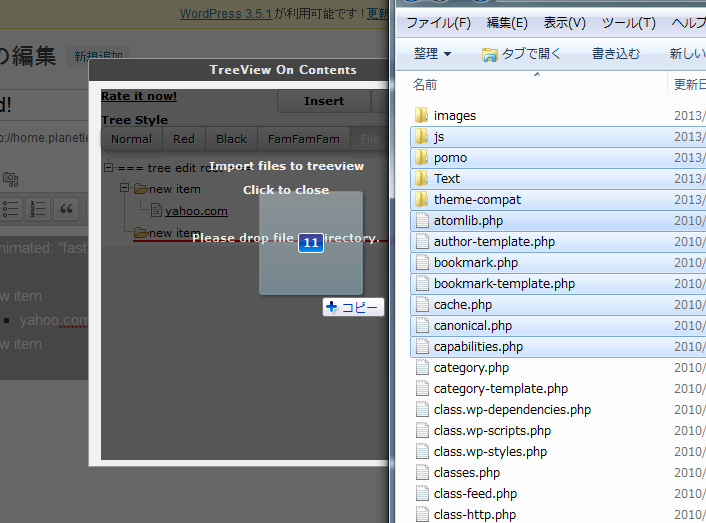 WordPress 3.5.1 が利用可能です ! 更新
の編集 新規追加
TreeView On Contents
Rate it now!
Insert
Tree Style
Normal Red Black FamFamFam File
=== tree edit
Import files to treeview
new item
Click to close
yahoo.com
new item
Please drop file
directory.
11
コピー
d!
p://home.planetle
nimated: "fast
w item
yahoo.com
ew item
ファイル(F) 編集(E) 表示(V) ツール(T) ヘルプ
整理 タブで開く 書き込む 新しい
名前 更新日
images 2013/
js 2013/
pomo 2013/
Text 2013/
theme-compat 2013/
atomlib.php 2010/
author-template.php 2010/
bookmark.php 2010/
bookmark-template.php 2010/
cache.php 2010/
canonical.php 2010/
capabilities.php 2010/
category.php 2010/
category-template.php 2010/
class.wp-dependencies.php 2010/
class.wp-scripts.php 2010/
class.wp-styles.php 2010/
classes.php 2010/
class-feed.php 2010/
class-http.php 2010/